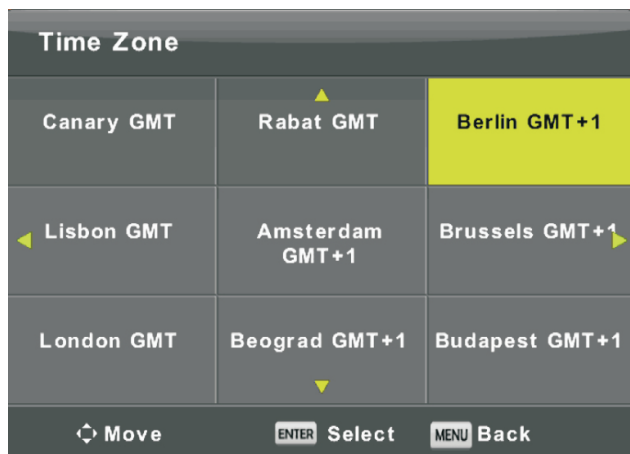 Time Zone
Canary GMT
Rabat GMT
Berlin GMT+1
Lisbon GMT
Amsterdam
GMT+1
Brussels GMT+1
London GMT
Beograd GMT+1
Budapest GMT+1
Move
ENTER Select
MENU Back